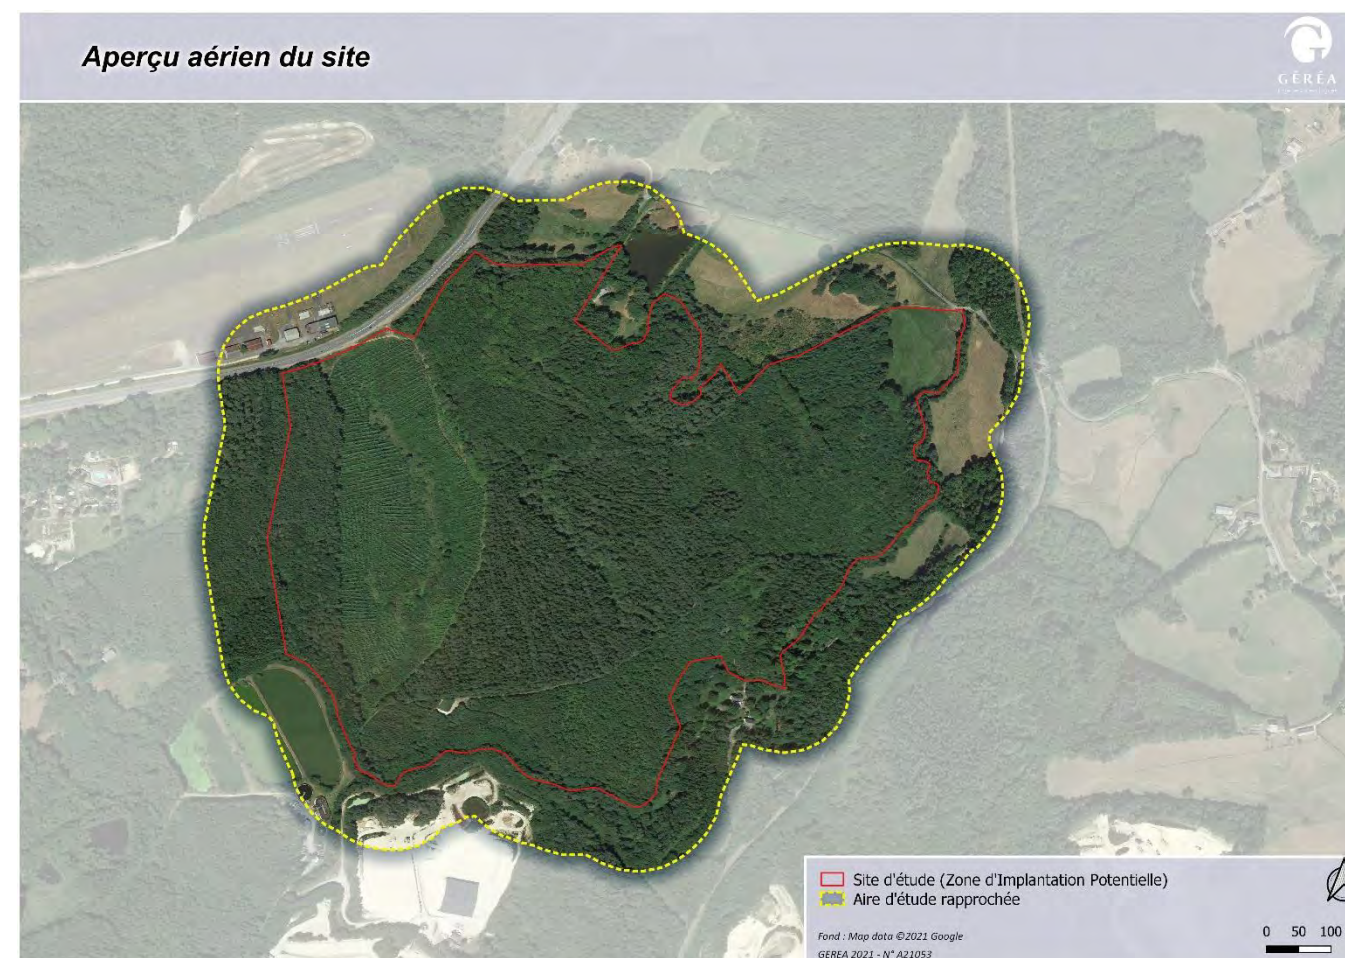 Aperçu aérien du site
GÉRÉA
Site d'étude (Zone d'Implantation Potentielle)
Aire d'étude rapprochée
Fond : Map data ©2021 Google
GEREA 2021 - N° A21053
0 50 100